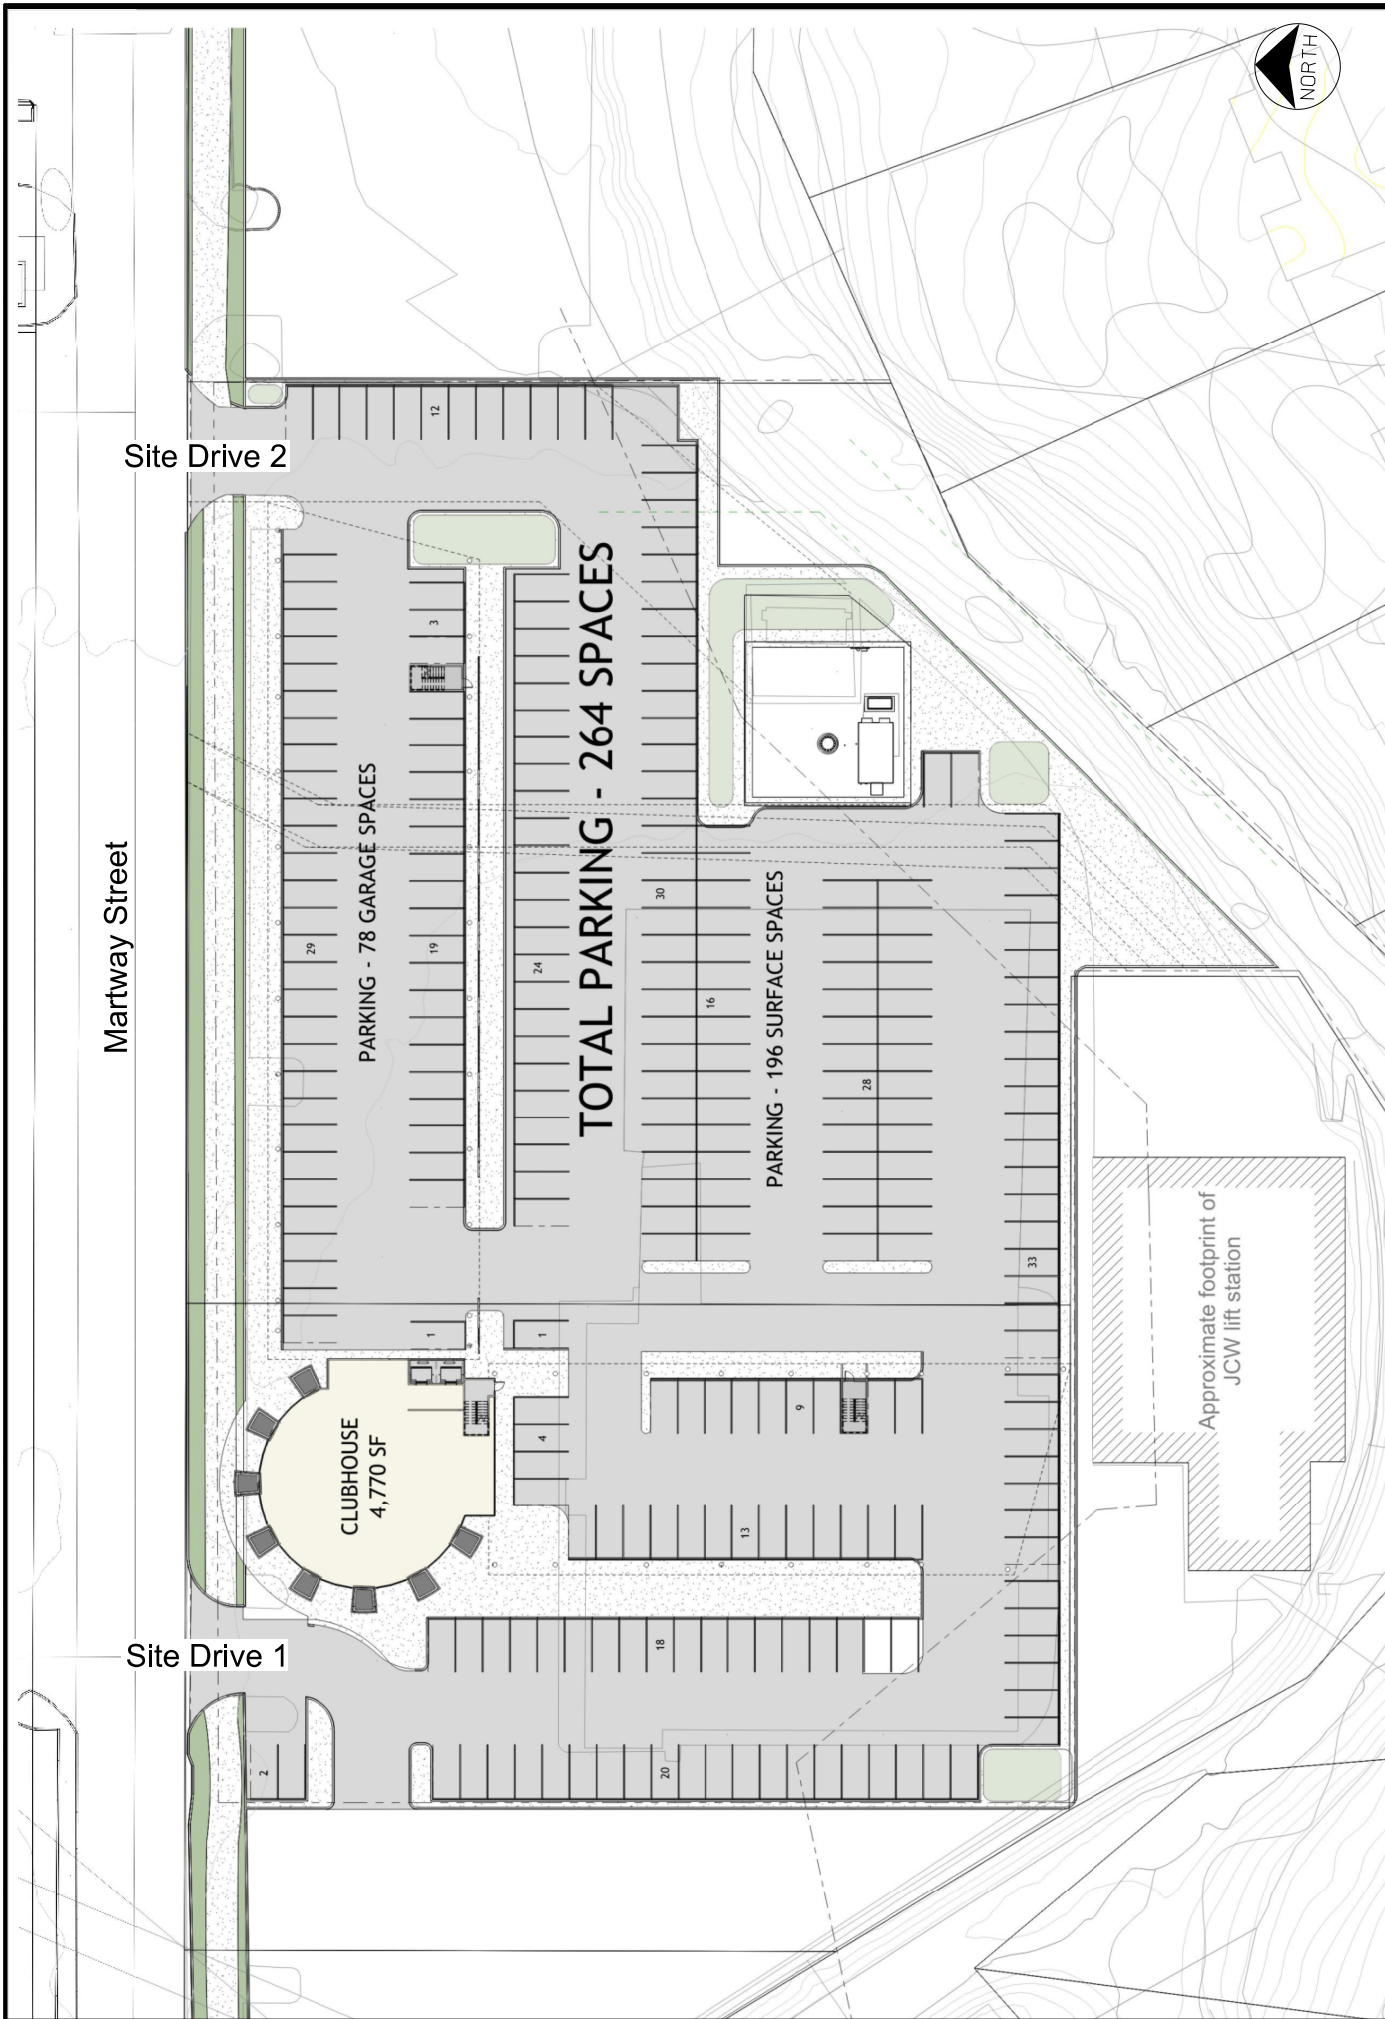 NORTH
12
Site Drive 2
3
TOTAL PARKING - 264 SPACES
PARKING - 78 GARAGE SPACES
Martway Street
29
19
24
30
16
PARKING - 196 SURFACE SPACES
28
33
Approximate footprint of
JCW lift station
1
1
9
4
CLUBHOUSE
4,770 SF
13
Site Drive 1
18
2
20